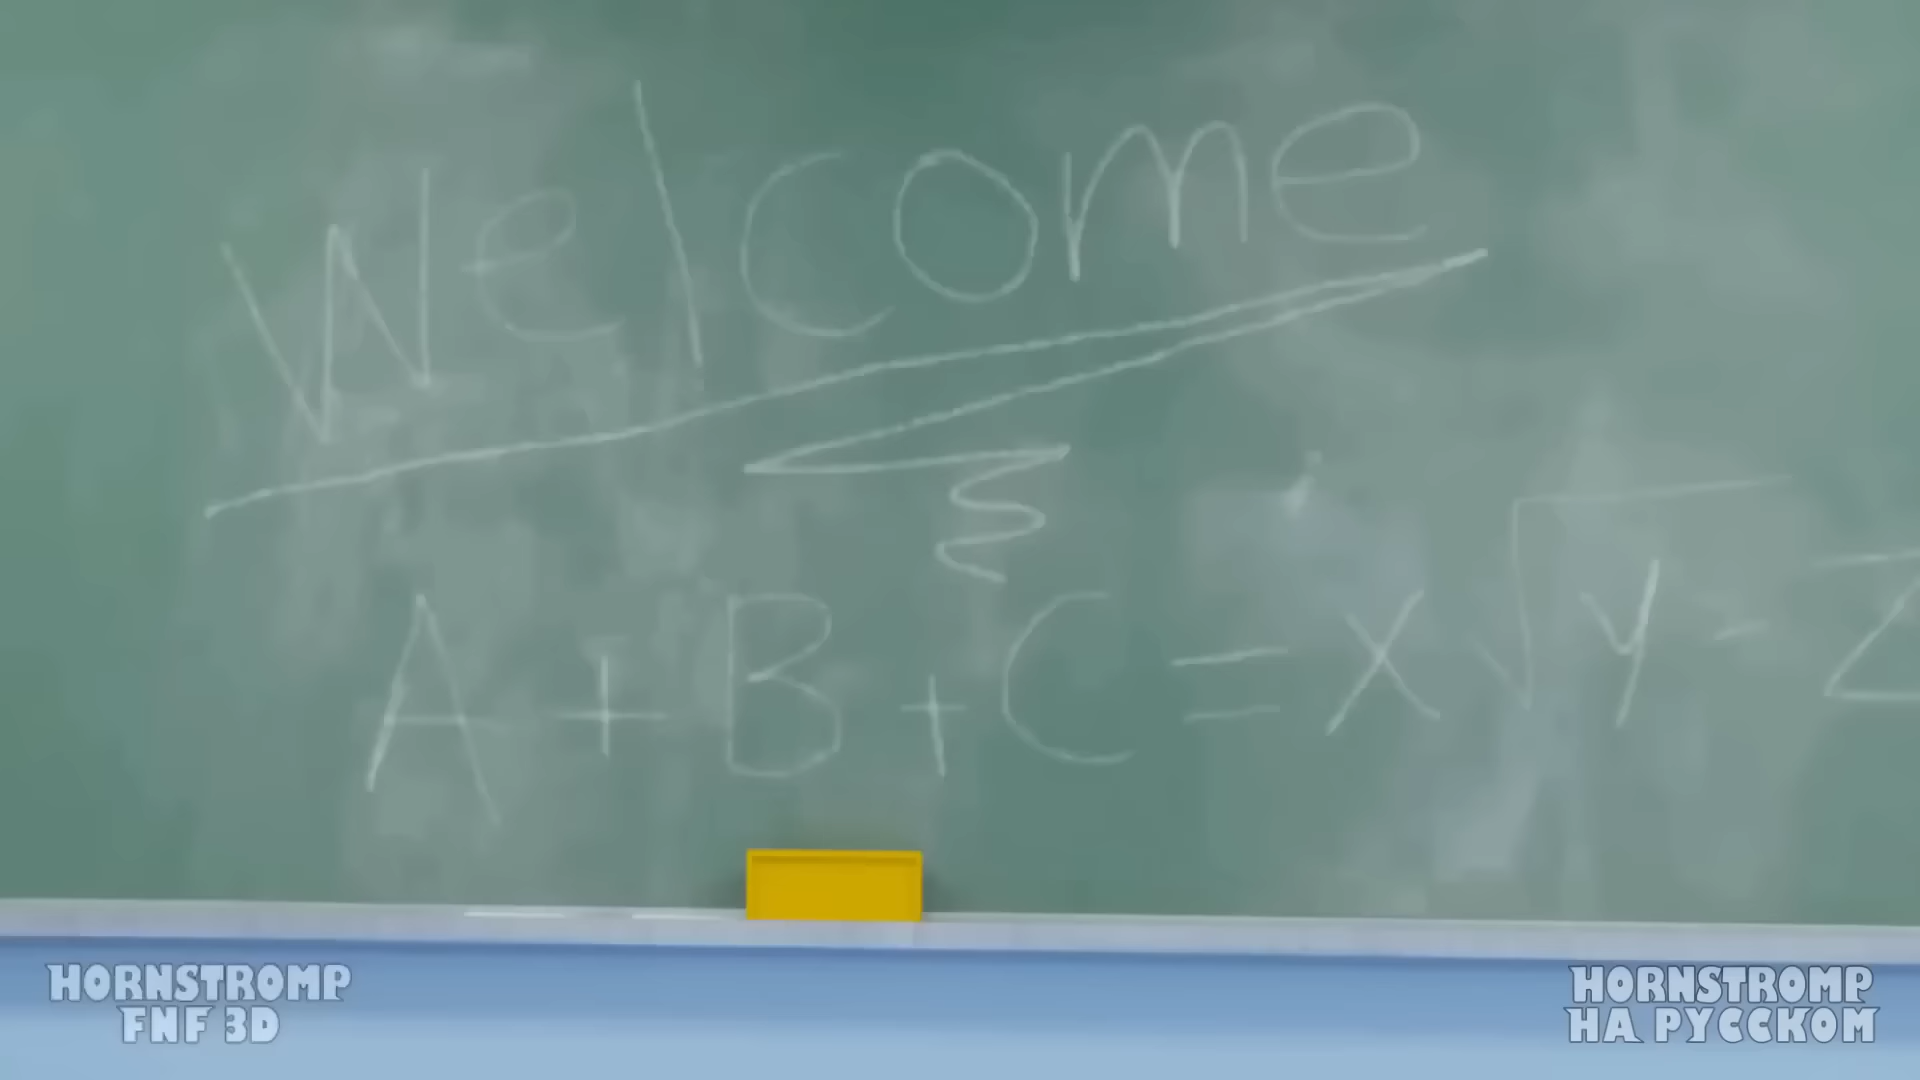 Welcome
A + B + C = x √y - Z
HORNSTROMP
FNF 3D
HORNSTROMP
НА РУССКОМ